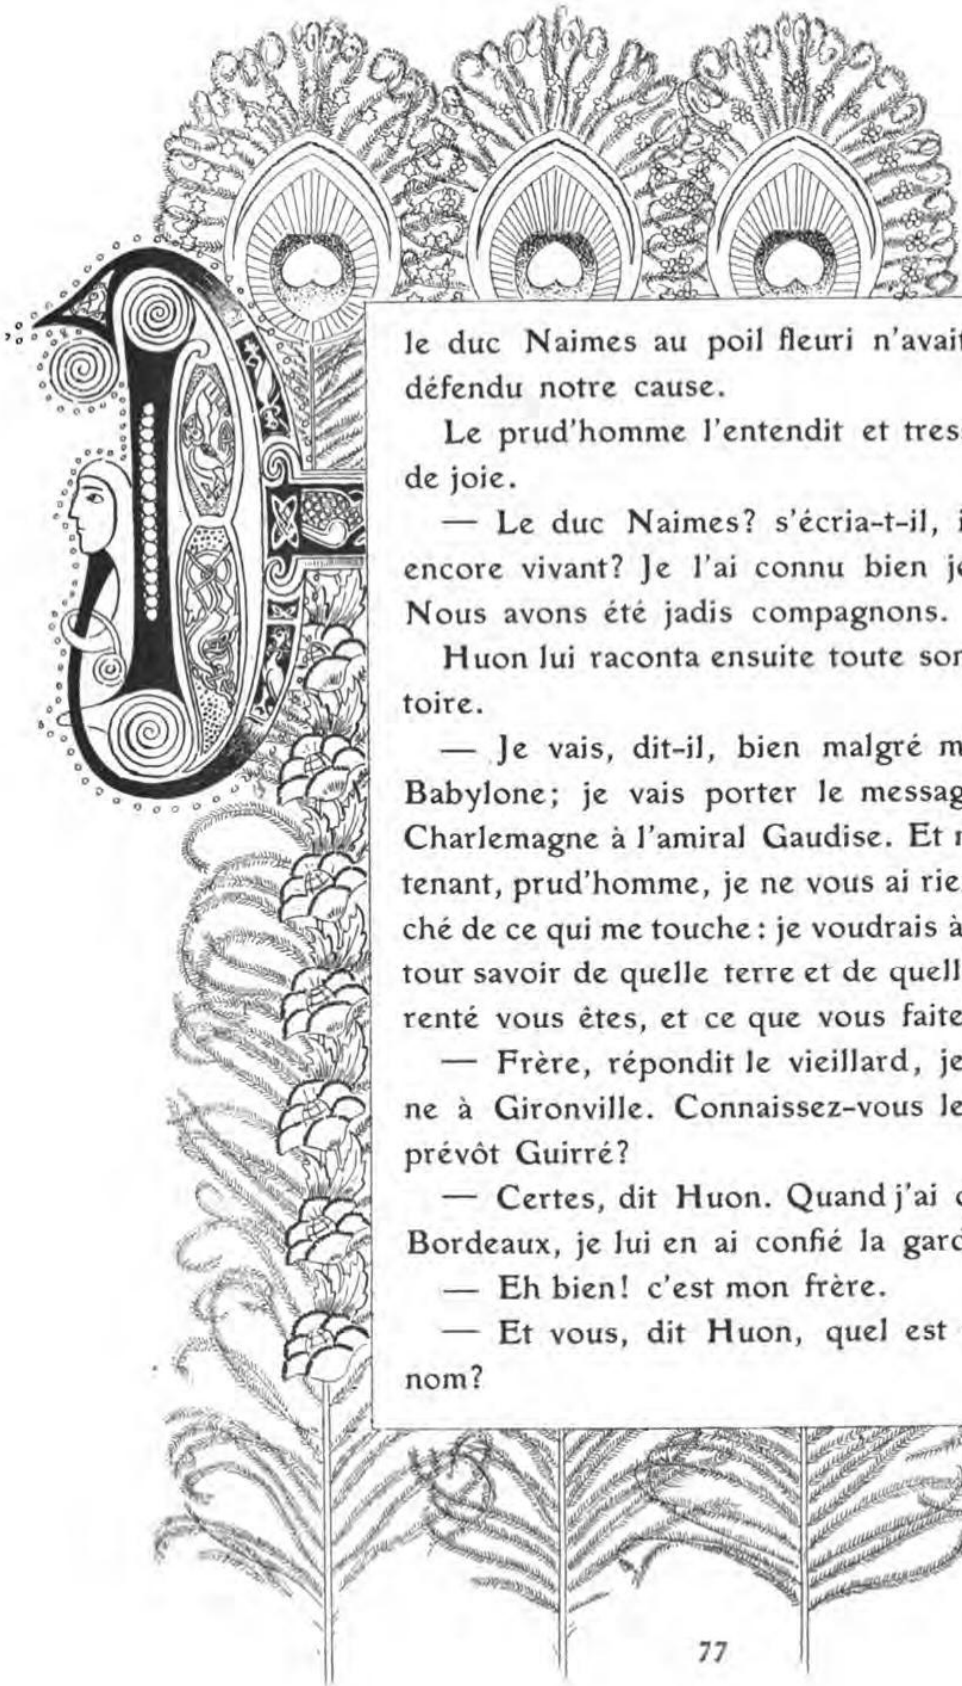 le duc Naimes au poil fleuri n'avait
défendu notre cause.
Le prud'homme l'entendit et tres
de joie.
— Le duc Naimes? s'écria-t-il, i
encore vivant? Je l'ai connu bien je
Nous avons été jadis compagnons.
Huon lui raconta ensuite toute son
toire.
— Je vais, dit-il, bien malgré m
Babylone; je vais porter le messag
Charlemagne à l'amiral Gaudise. Et m
tenant, prud'homme, je ne vous ai rie
ché de ce qui me touche : je voudrais à
tour savoir de quelle terre et de quell
renté vous êtes, et ce que vous faite
— Frère, répondit le vieillard, je
ne à Gironville. Connaissez-vous le
prévôt Guirré?
— Certes, dit Huon. Quand j'ai q
Bordeaux, je lui en ai confié la gard
— Eh bien! c'est mon frère.
— Et vous, dit Huon, quel est
nom?
77